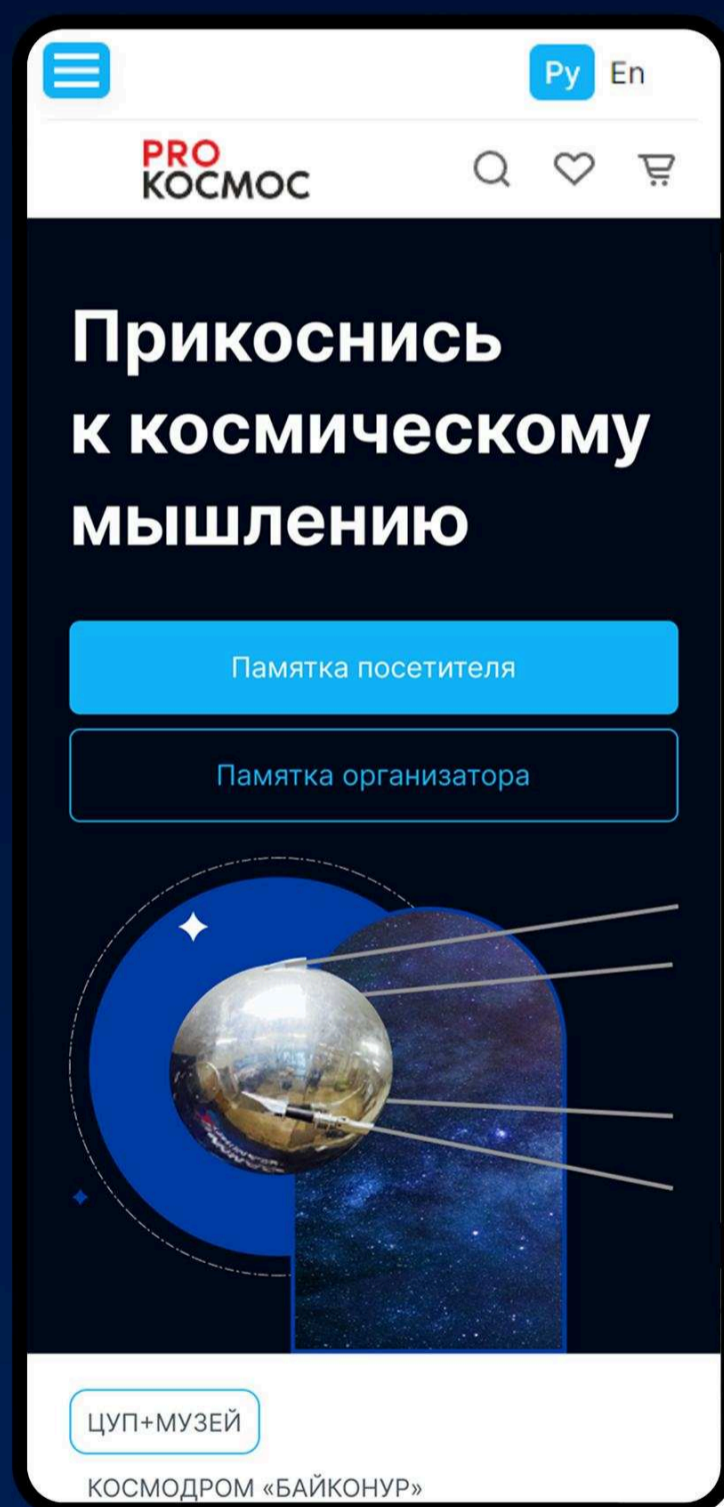 Ру En
PRO
КОСМОС
Прикоснись
к космическому
мышлению
Памятка посетителя
Памятка организатора
ЦУП+МУЗЕЙ
КОСМОДРОМ «БАЙКОНУР»